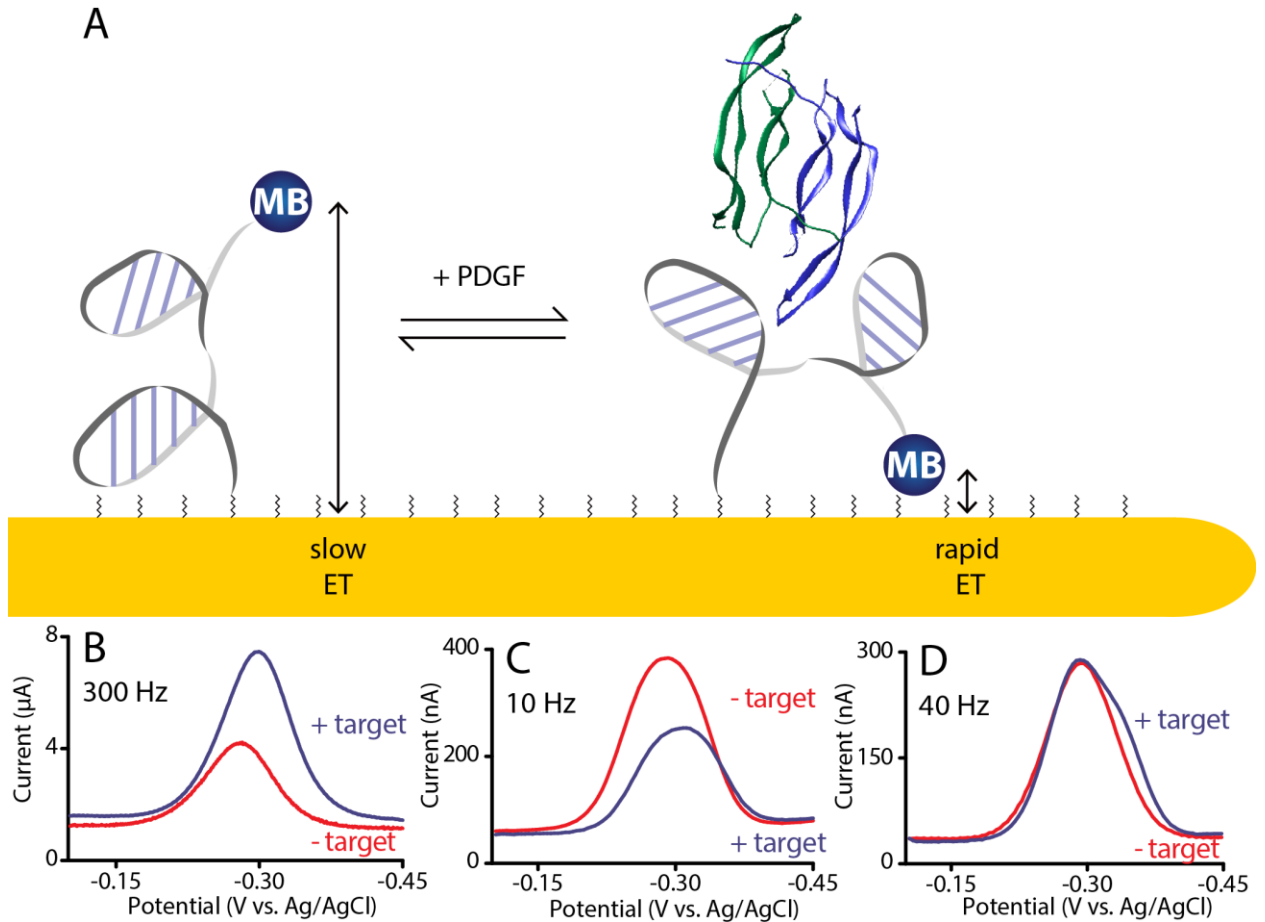 A
MB
+ PDGF
MB
slow
ET
rapid
ET
B
300 Hz
8
4
0
Current (µA)
+ target
- target
-0.15
-0.30
-0.45
Potential (V vs. Ag/AgCl)
C
10 Hz
400
200
0
Current (nA)
- target
+ target
-0.15
-0.30
-0.45
Potential (V vs. Ag/AgCl)
D
40 Hz
300
150
0
Current (nA)
+ target
- target
-0.15
-0.30
-0.45
Potential (V vs. Ag/AgCl)